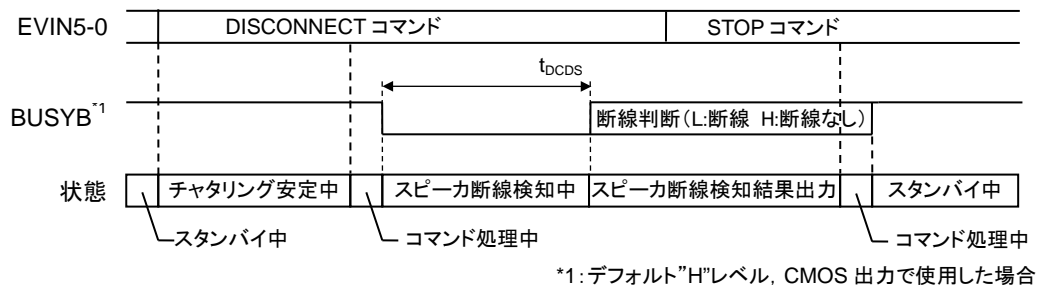 EVIN5-0 DISCONNECT コマンド STOP コマンド
tDCDS
BUSYB*1 断線判断(L:断線 H:断線なし)
状態 チャタリング安定中 スピーカ断線検知中 スピーカ断線検知結果出力 スタンバイ中
スタンバイ中 コマンド処理中 コマンド処理中
*1:デフォルト”H”レベル, CMOS 出力で使用した場合